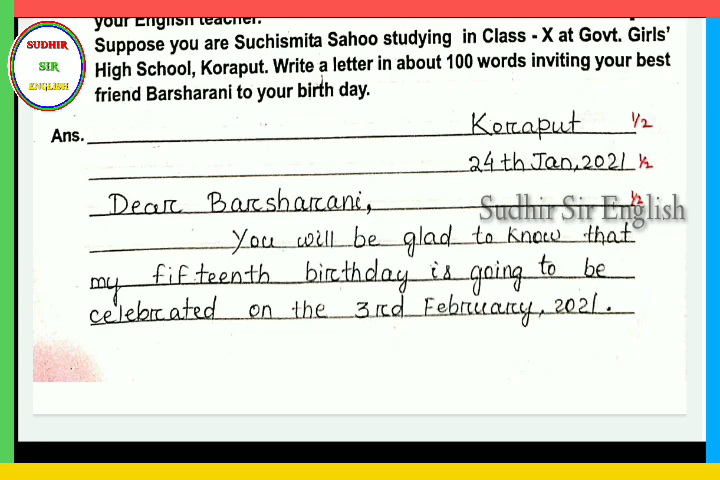 your English teacher.
Suppose you are Suchismita Sahoo studying in Class - X at Govt. Girls'
High School, Koraput. Write a letter in about 100 words inviting your best
friend Barsharani to your birth day.
SUDHIR
SIR
ENGLISH
Ans.
Koraput 1/2
24th Jan, 2021 1/2
Dear Barsharani, 1/2
Sudhir Sir English
You will be glad to know that
my fifteenth birthday is going to be
celebrated on the 3rd February, 2021.